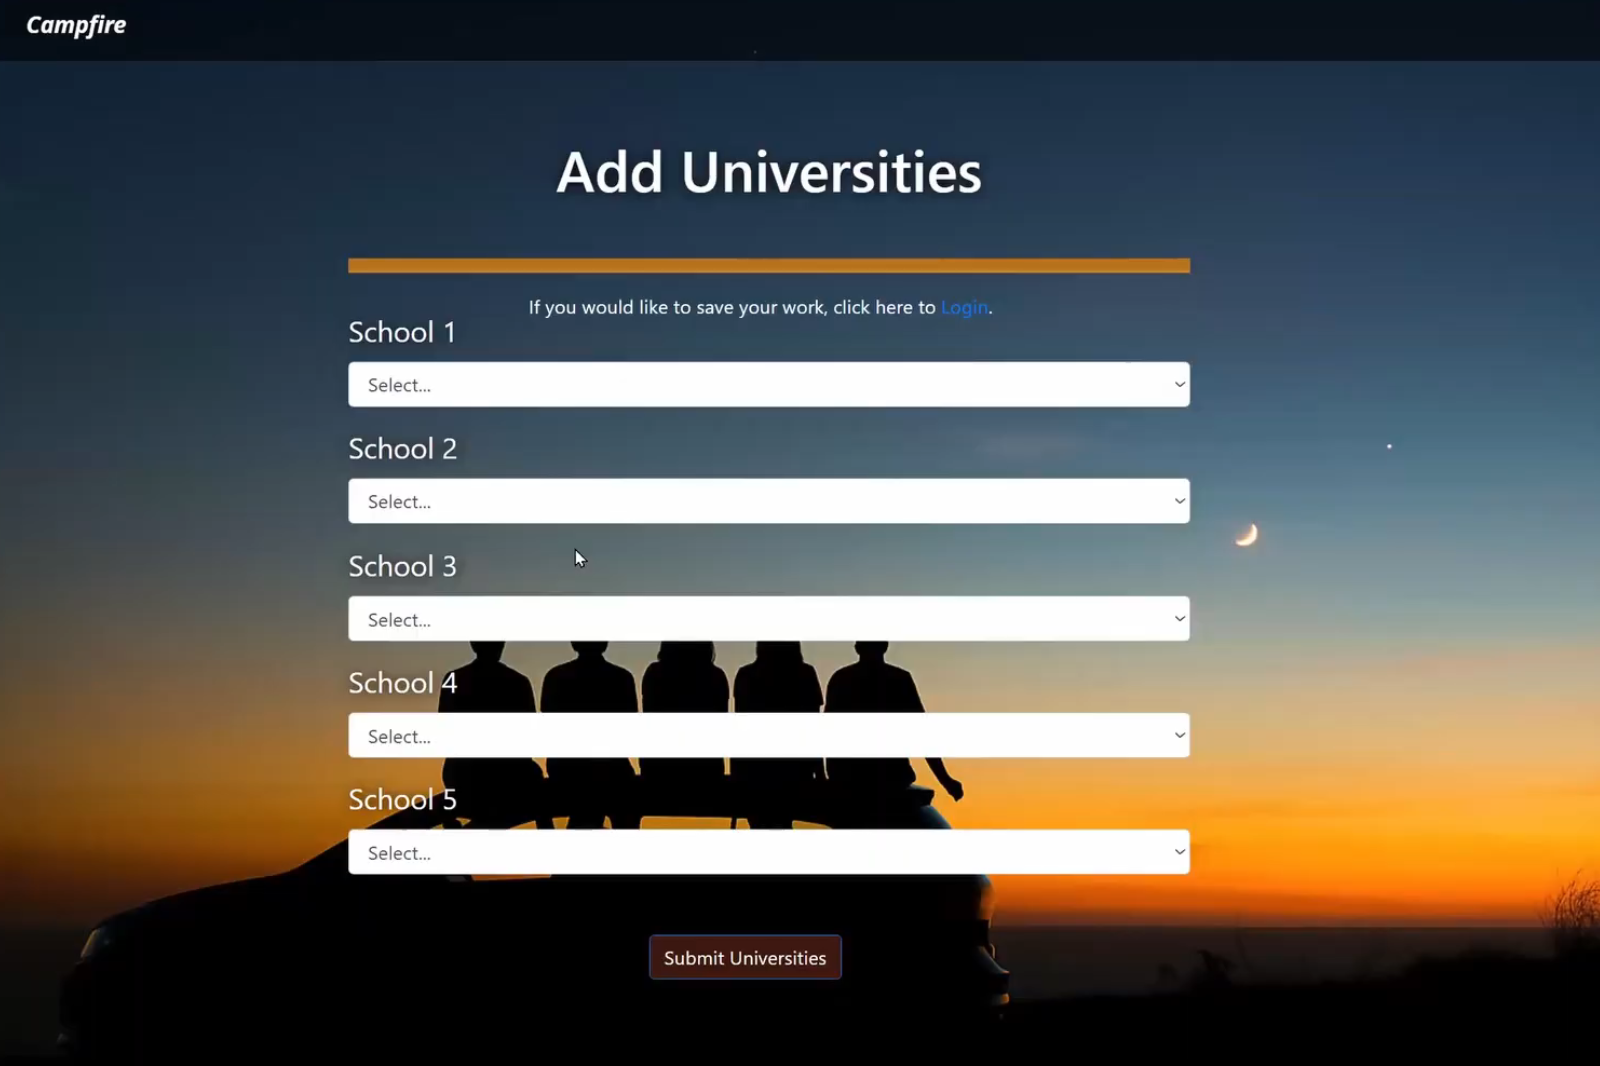 Campfire
Add Universities
If you would like to save your work, click here to Login.
School 1
Select...
School 2
Select...
School 3
Select...
School 4
Select...
School 5
Select...
Submit Universities